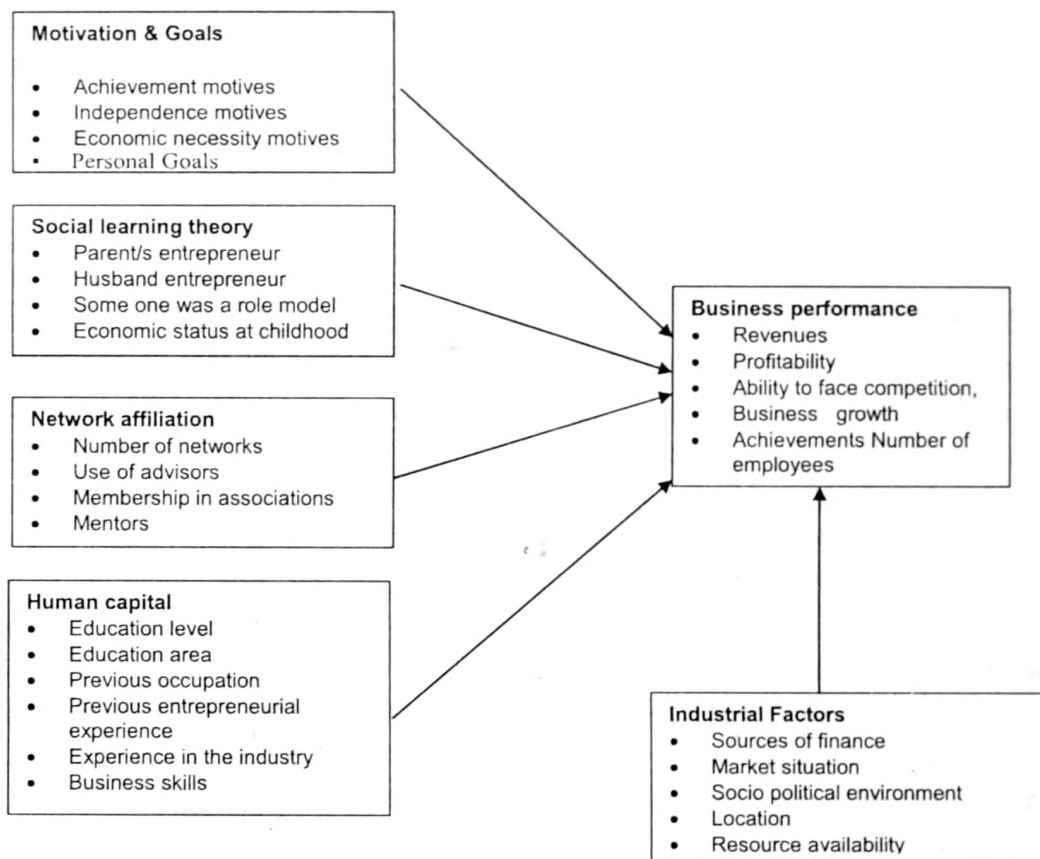 Motivation & Goals
• Achievement motives
• Independence motives
• Economic necessity motives
▪ Personal Goals
Social learning theory
• Parent/s entrepreneur
• Husband entrepreneur
• Some one was a role model
• Economic status at childhood
Network affiliation
• Number of networks
• Use of advisors
• Membership in associations
• Mentors
Human capital
• Education level
• Education area
• Previous occupation
• Previous entrepreneurial
experience
• Experience in the industry
• Business skills
Business performance
• Revenues
• Profitability
• Ability to face competition,
• Business growth
• Achievements Number of
employees
Industrial Factors
• Sources of finance
• Market situation
• Socio political environment
• Location
• Resource availability